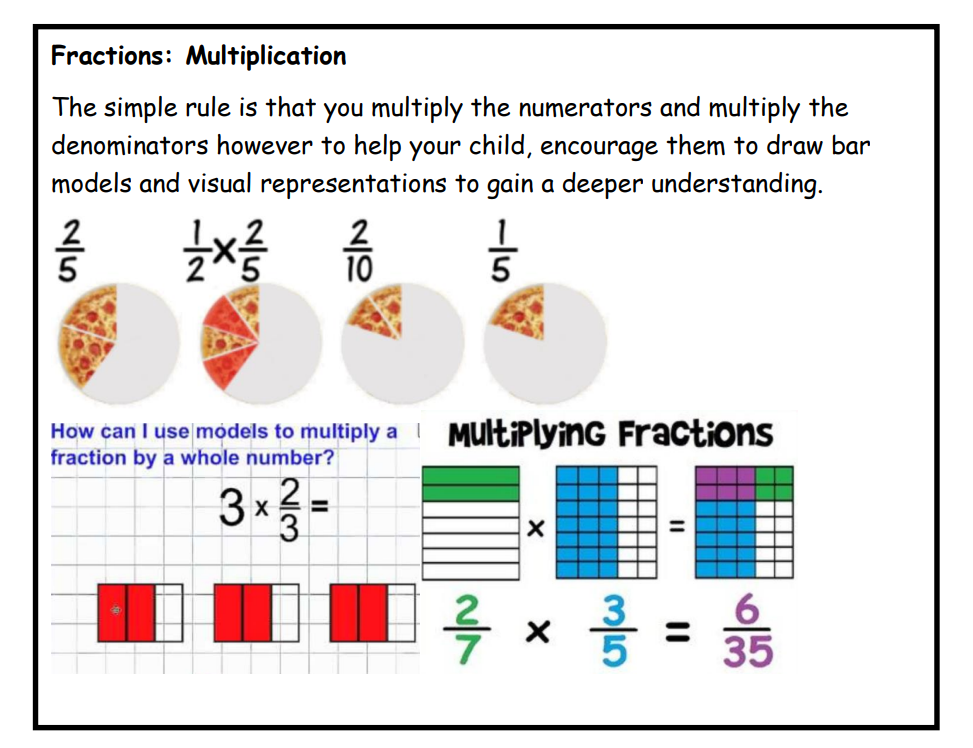 Fractions: Multiplication
The simple rule is that you multiply the numerators and multiply the
denominators however to help your child, encourage them to draw bar
models and visual representations to gain a deeper understanding.
2/5 1/2 x 2/5 2/10 1/5
How can I use models to multiply a
fraction by a whole number?
3 x 2/3 =
Multiplying Fractions
x =
2/7 x 3/5 = 6/35